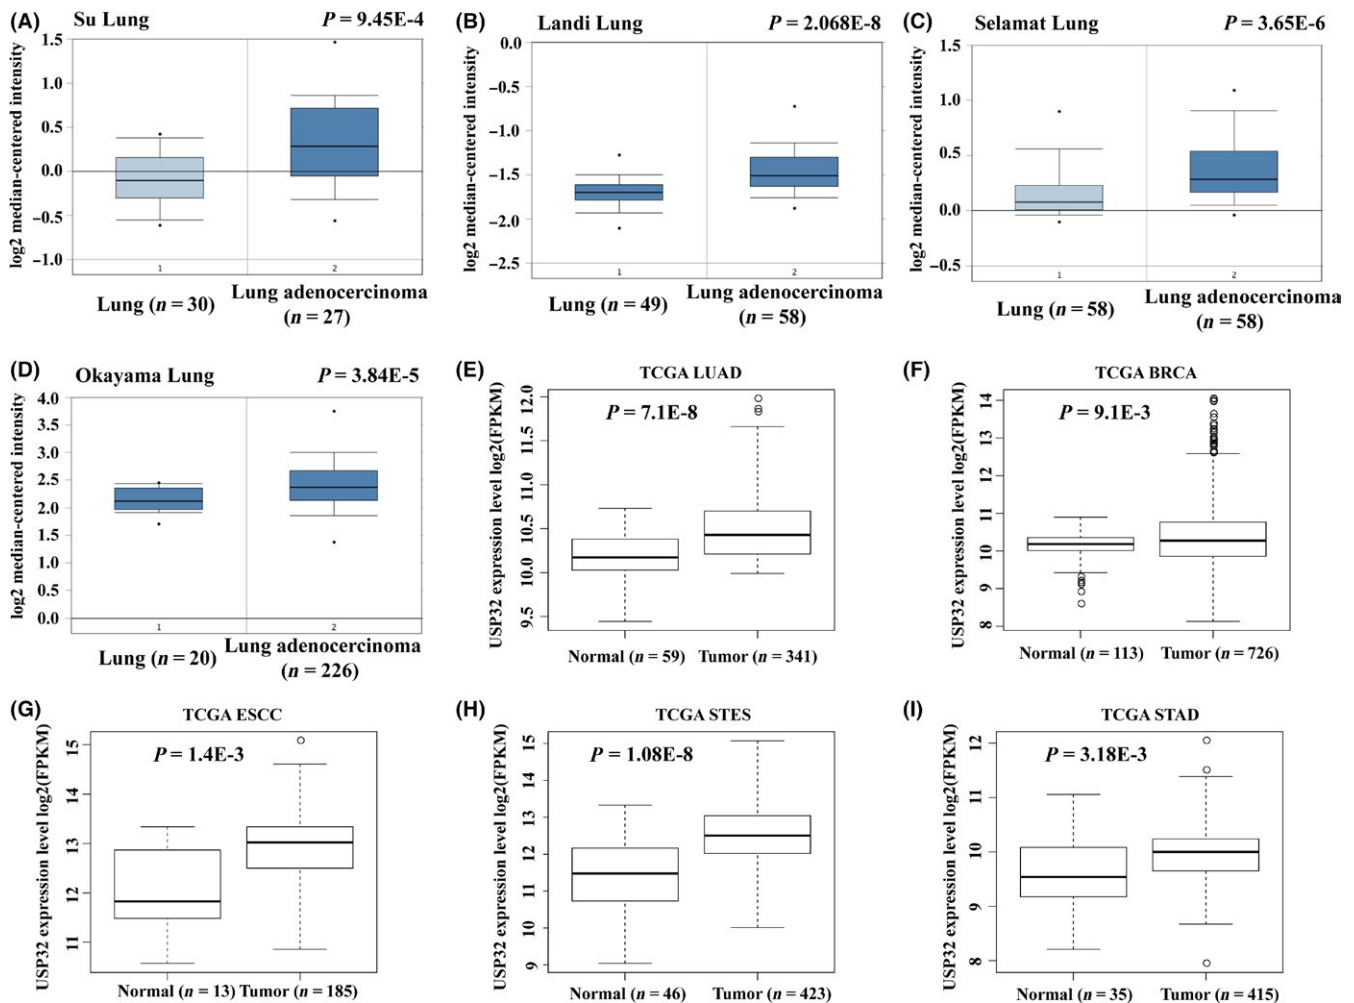 (A) Su Lung P = 9.45E-4
log2 median-centered intensity
1.5
1.0
0.5
0.0
−0.5
−1.0
1 2
Lung (n = 30) Lung adenocercinoma
(n = 27)
(B) Landi Lung P = 2.068E-8
log2 median-centered intensity
0.0
−0.5
−1.0
−1.5
−2.0
−2.5
1 2
Lung (n = 49) Lung adenocercinoma
(n = 58)
(C) Selamat Lung P = 3.65E-6
log2 median-centered intensity
1.5
1.0
0.5
0.0
−0.5
1 2
Lung (n = 58) Lung adenocercinoma
(n = 58)
(D) Okayama Lung P = 3.84E-5
log2 median-centered intensity
4.0
3.5
3.0
2.5
2.0
1.5
1.0
0.5
0.0
1 2
Lung (n = 20) Lung adenocercinoma
(n = 226)
(E) TCGA LUAD
P = 7.1E-8
USP32 expression level log2(FPKM)
12.0
11.5
11.0
10.5
10.0
9.5
Normal (n = 59) Tumor (n = 341)
(F) TCGA BRCA
P = 9.1E-3
USP32 expression level log2(FPKM)
14
13
12
11
10
9
8
Normal (n = 113) Tumor (n = 726)
(G) TCGA ESCC
P = 1.4E-3
USP32 expression level log2(FPKM)
15
14
13
12
11
Normal (n = 13) Tumor (n = 185)
(H) TCGA STES
P = 1.08E-8
USP32 expression level log2(FPKM)
15
14
13
12
11
10
9
Normal (n = 46) Tumor (n = 423)
(I) TCGA STAD
P = 3.18E-3
USP32 expression level log2(FPKM)
12
11
10
9
8
Normal (n = 35) Tumor (n = 415)